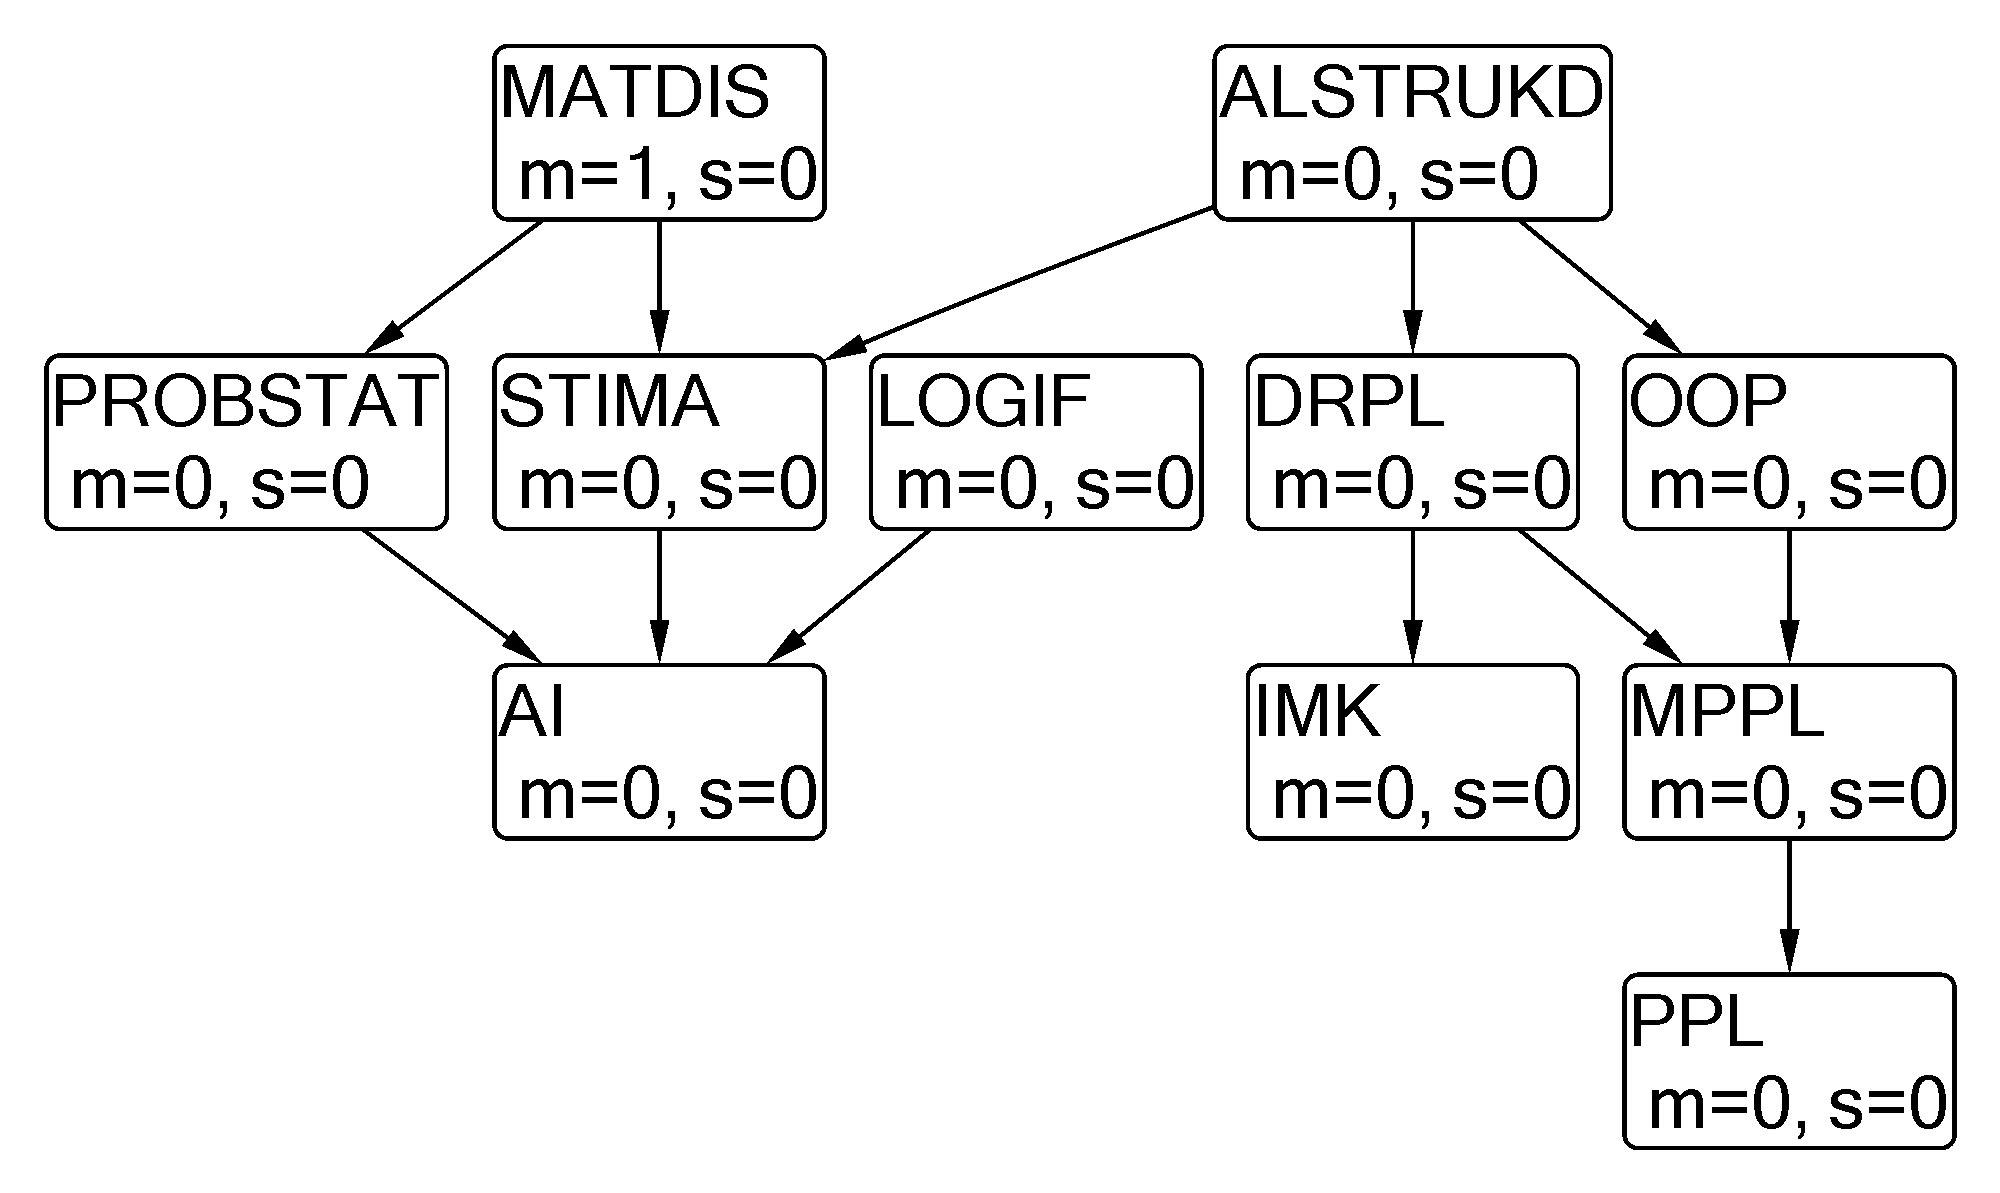 MATDIS
m=1, s=0
ALSTRUKD
m=0, s=0
PROBSTAT
m=0, s=0
STIMA
m=0, s=0
LOGIF
m=0, s=0
DRPL
m=0, s=0
OOP
m=0, s=0
AI
m=0, s=0
IMK
m=0, s=0
MPPL
m=0, s=0
PPL
m=0, s=0